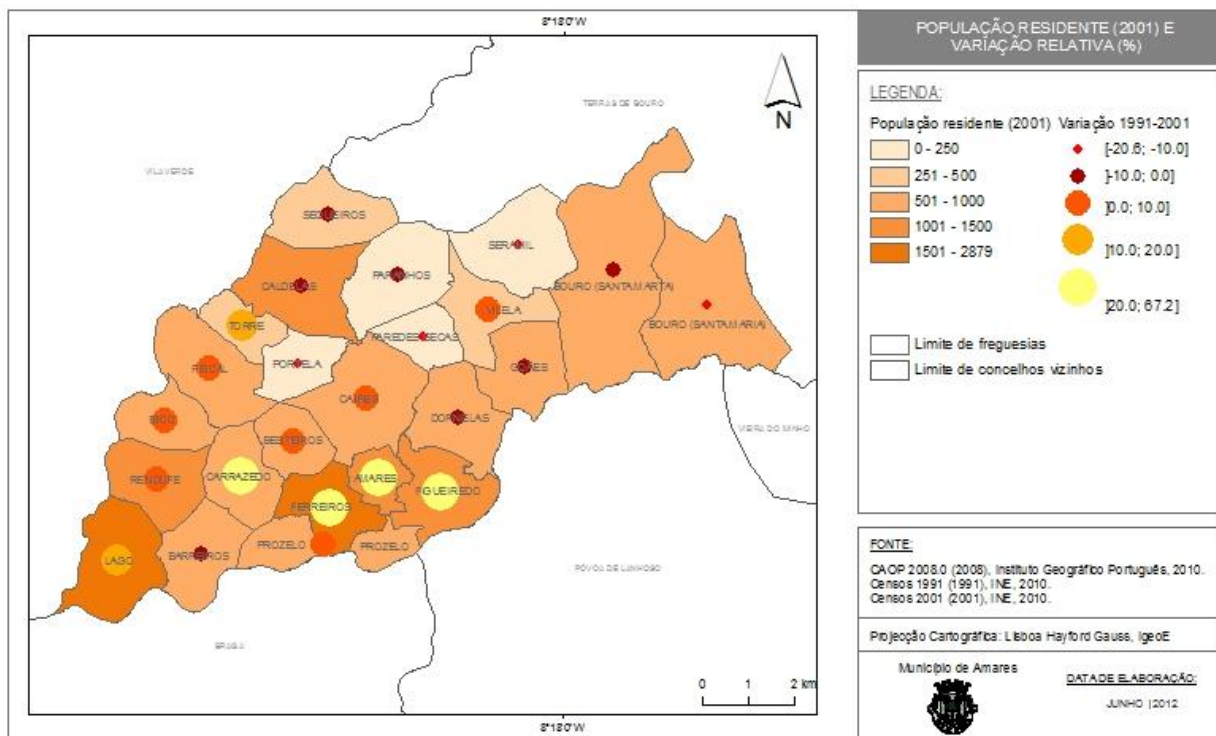 8°18'0"W
POPULAÇÃO RESIDENTE (2001) E
VARIAÇÃO RELATIVA (%)
LEGENDA:
População residente (2001)
0 - 250
251 - 500
501 - 1000
1001 - 1500
1501 - 2879
Variação 1991-2001
[-20.6; -10.0]
]-10.0; 0.0]
]0.0; 10.0]
]10.0; 20.0]
]20.0; 67.2]
Limite de freguesias
Limite de concelhos vizinhos
TERRAS DE BOURO
N
VILA VERDE
SEQUEIROS
SERAMIL
PARANHOS
CALDELAS
BOURO (SANTA MARTA)
VILELA
BOURO (SANTA MARIA)
TORRE
PAREDES SECAS
PORTELA
FISCAL
GOÃES
CAIRES
BICO
DORNELAS
VIEIRA DO MINHO
BESTEIROS
RENDUFE
CARRAZEDO
AMARES
FIGUEIREDO
FERREIROS
PROZELO
PROZELO
LAGO
BARREIROS
PÓVOA DE LANHOSO
BRAGA
0 1 2 km
8°18'0"W
FONTE:
CAOP 2008.0 (2008), Instituto Geográfico Português, 2010.
Censos 1991 (1991), INE, 2010.
Censos 2001 (2001), INE, 2010.
Projecção Cartográfica: Lisboa Hayford Gauss, IgeoE
Município de Amares
DATA DE ELABORAÇÃO:
JUNHO | 2012